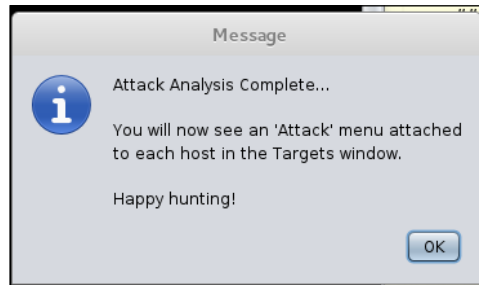 Message
Attack Analysis Complete...
You will now see an 'Attack' menu attached
to each host in the Targets window.
Happy hunting!
OK